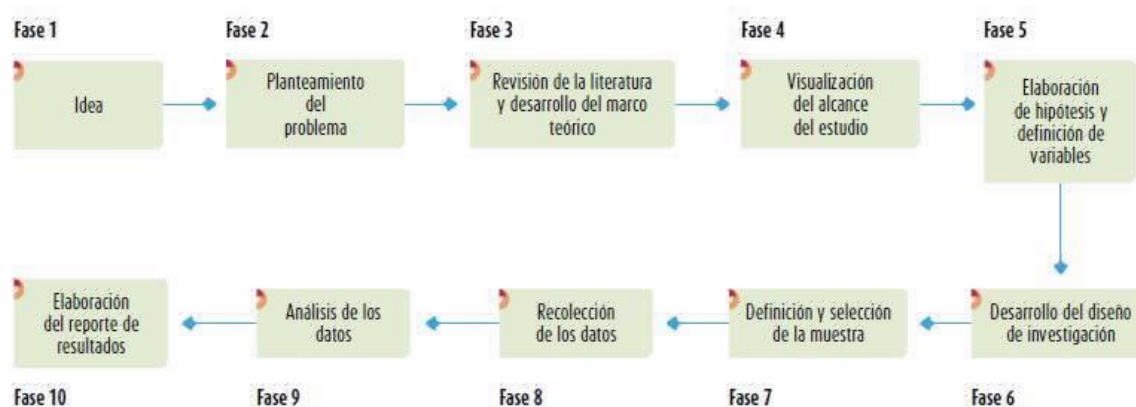 Fase 1
Fase 2
Fase 3
Fase 4
Fase 5
Idea
Planteamiento
del
problema
Revisión de la literatura
y desarrollo del marco
teórico
Visualización
del alcance
del estudio
Elaboración
de hipótesis y
definición de
variables
Elaboración
del reporte de
resultados
Análisis de los
datos
Recolección
de los datos
Definición y selección
de la muestra
Desarrollo del diseño
de investigación
Fase 10
Fase 9
Fase 8
Fase 7
Fase 6